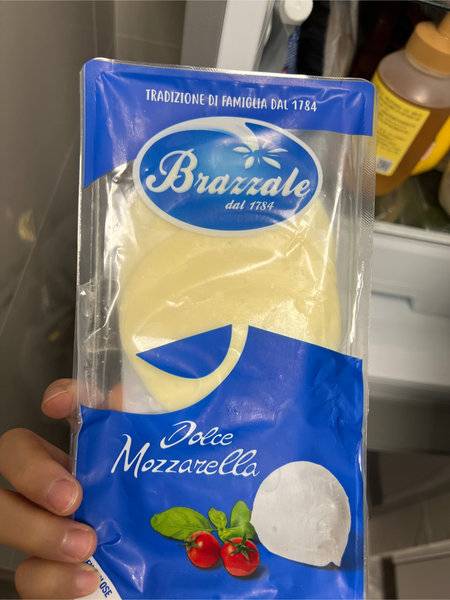 TRADIZIONE DI FAMIGLIA DAL 1784
Brazzale
dal 1784
Dolce
Mozzarella